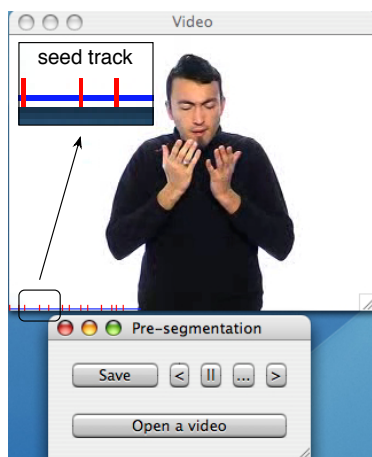 Video
seed track
Pre-segmentation
Save < II ... >
Open a video